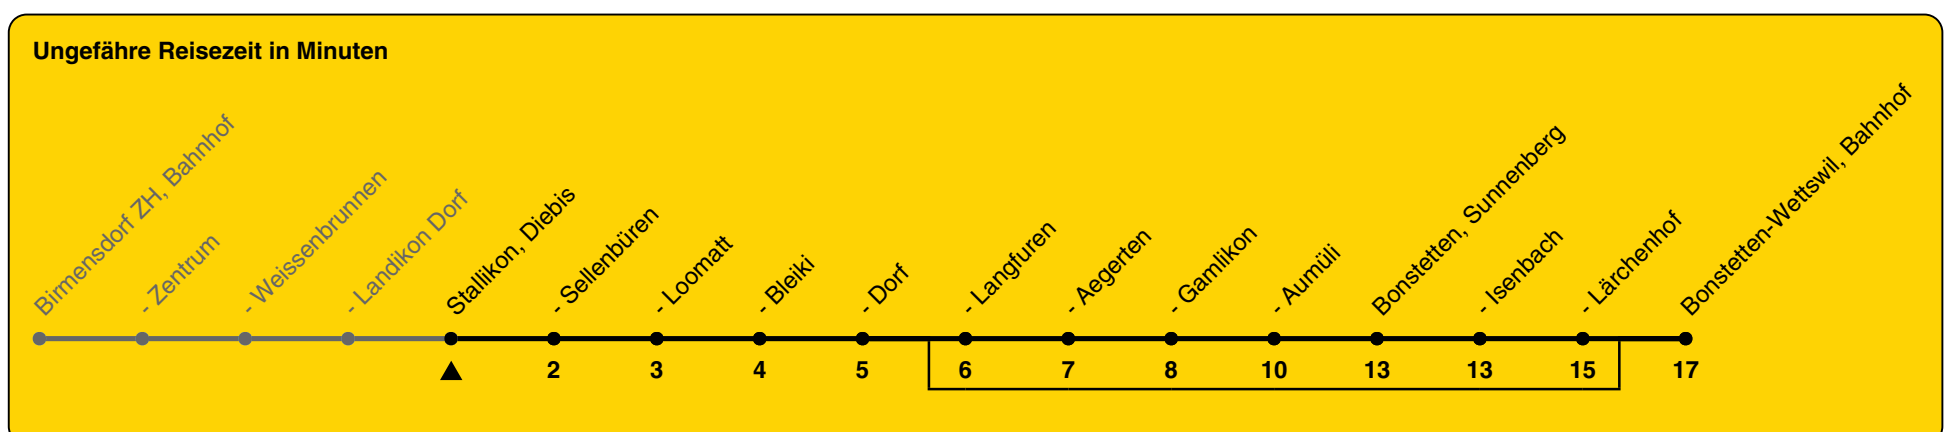 Ungefähre Reisezeit in Minuten
Birmensdorf ZH, Bahnhof
- Zentrum
- Weissenbrunnen
- Landikon Dorf
Stallikon, Diebis
- Sellenbüren
- Loomatt
- Bleiki
- Dorf
- Langfuren
- Aegerten
- Gamlikon
- Aumüli
Bonstetten, Sunnenberg
- Isenbach
- Lärchenhof
Bonstetten-Wettswil, Bahnhof
2 3 4 5 6 7 8 10 13 13 15 17